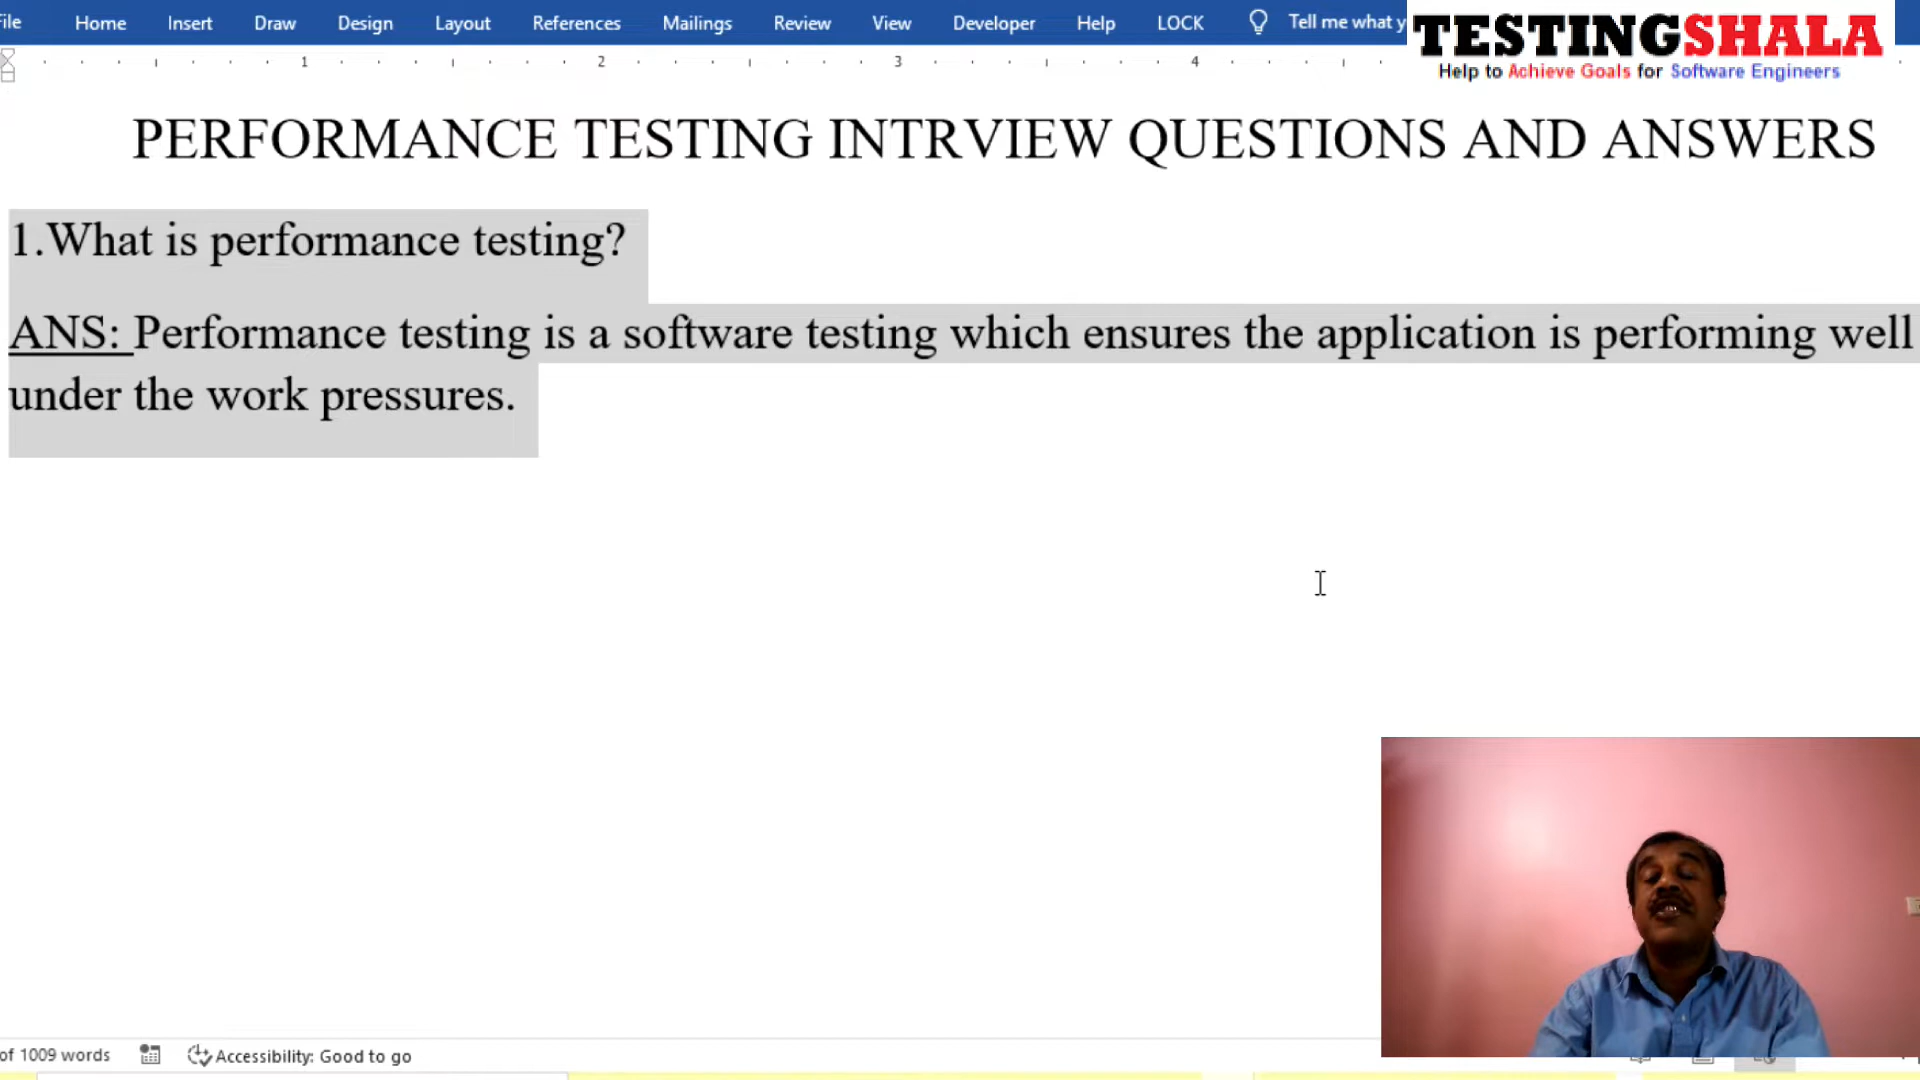 File Home Insert Draw Design Layout References Mailings Review View Developer Help LOCK Tell me what y
TESTINGSHALA
Help to Achieve Goals for Software Engineers
1 2 3 4
PERFORMANCE TESTING INTRVIEW QUESTIONS AND ANSWERS
1.What is performance testing?
ANS: Performance testing is a software testing which ensures the application is performing well
under the work pressures.
of 1009 words Accessibility: Good to go